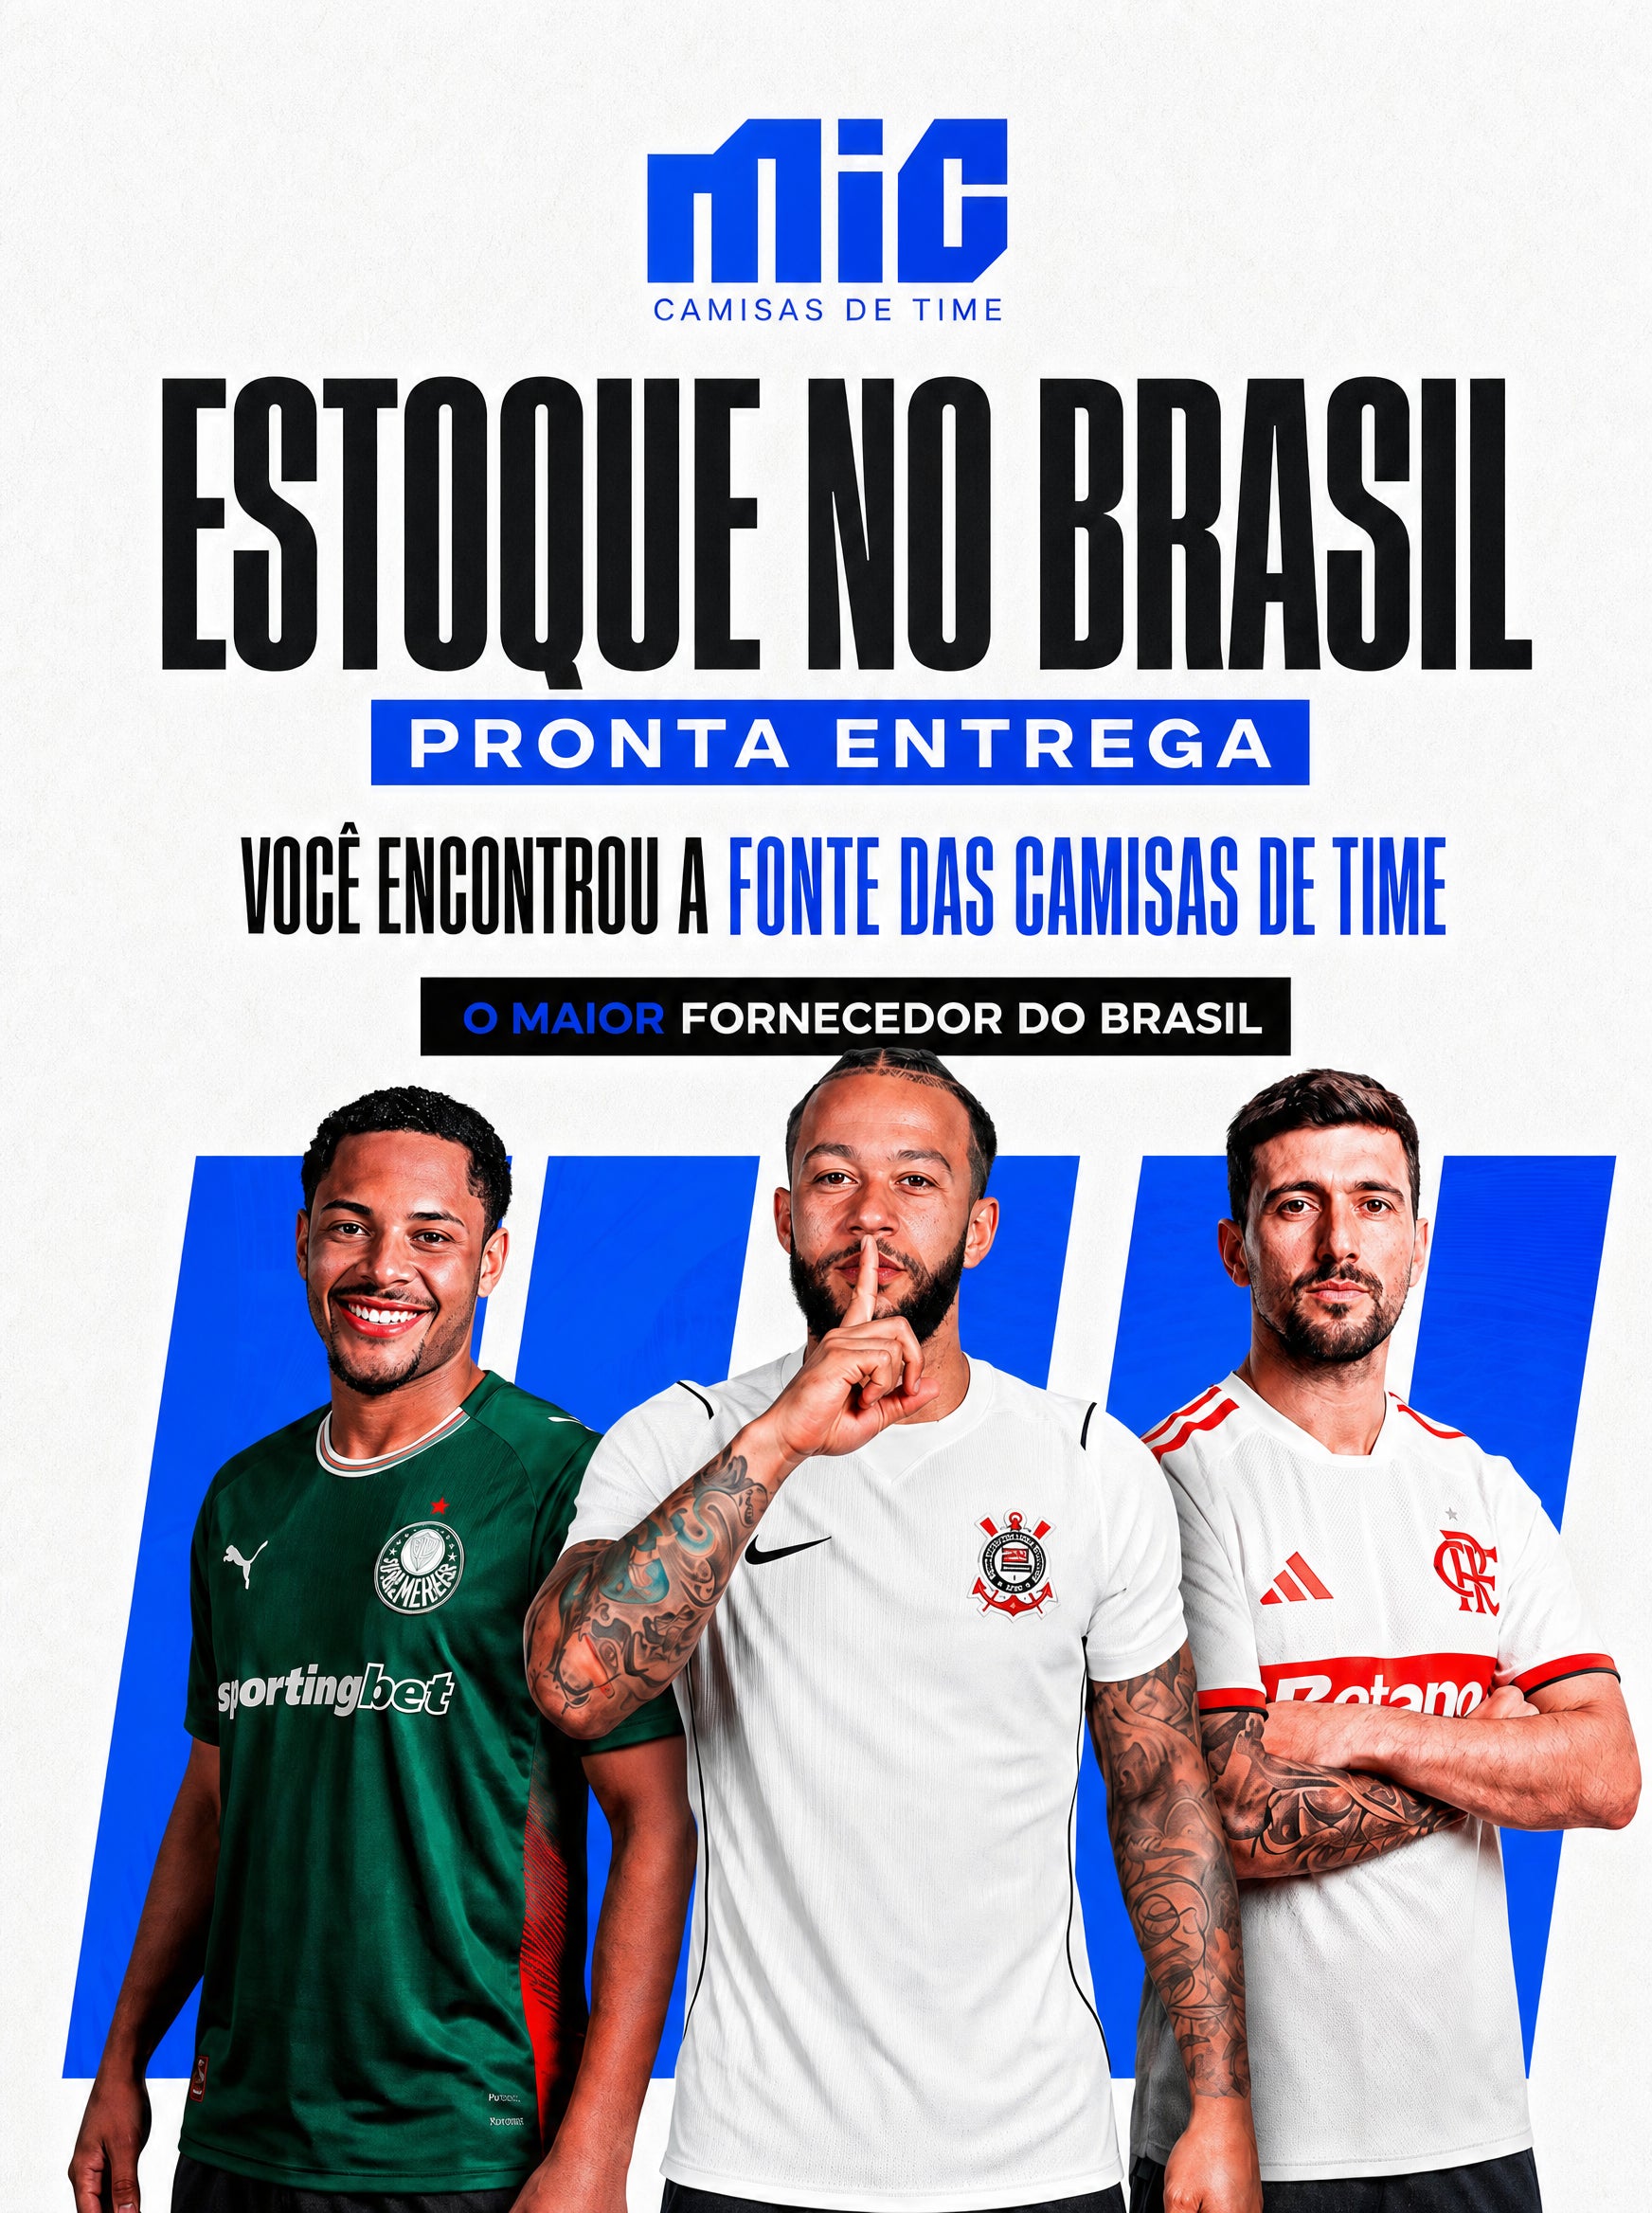 mic
CAMISAS DE TIME
ESTOQUE NO BRASIL
PRONTA ENTREGA
VOCÊ ENCONTROU A FONTE DAS CAMISAS DE TIME
O MAIOR FORNECEDOR DO BRASIL
sportingbet
Betano